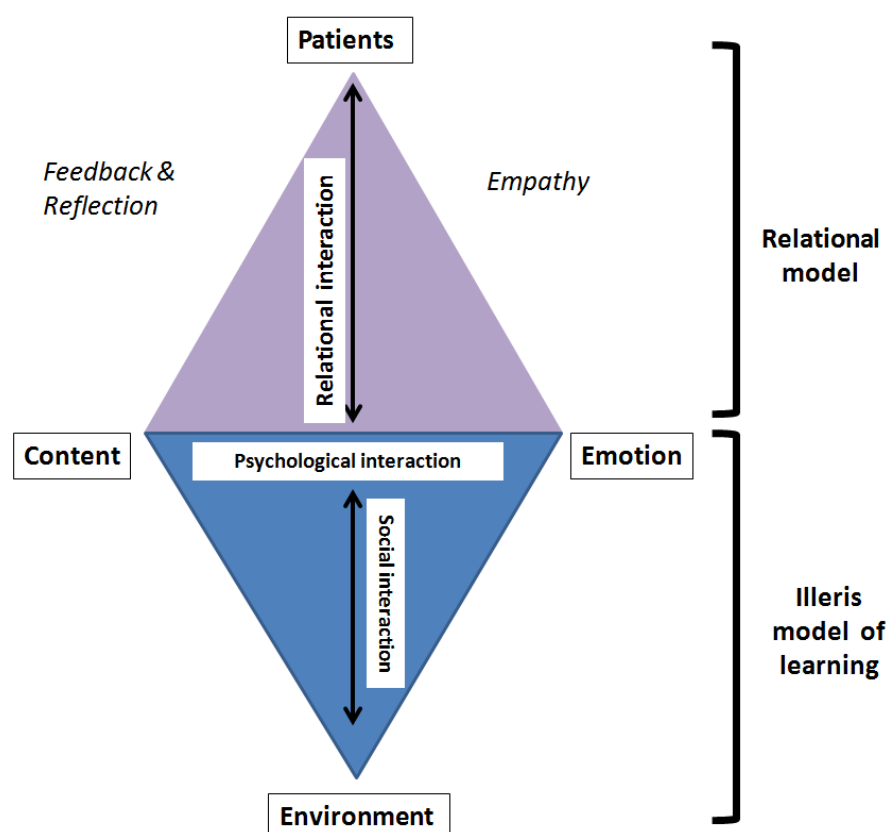 Patients
Feedback &
Reflection
Empathy
Relational interaction
Relational
model
Content
Psychological interaction
Emotion
Social interaction
Illeris
model of
learning
Environment